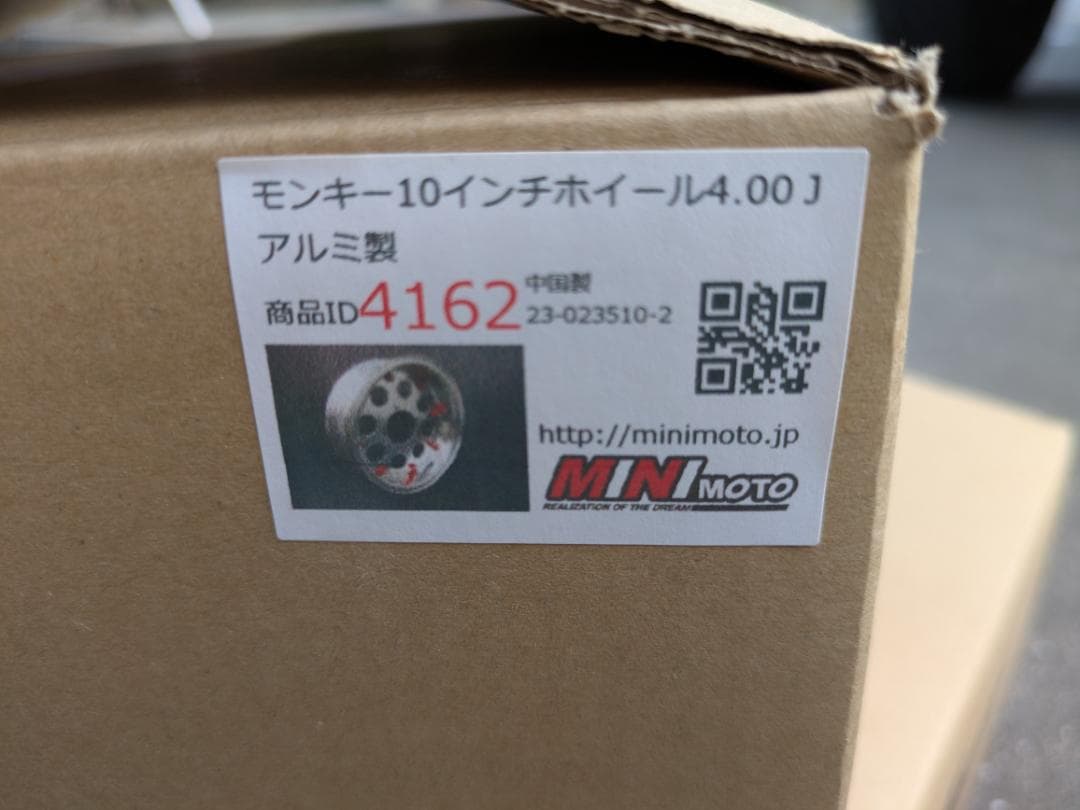 モンキー10インチホイール4.00J
アルミ製
商品ID4162
中国製
23-023510-2
http://minimoto.jp
MINI MOTO
REALIZATION OF THE DREAM